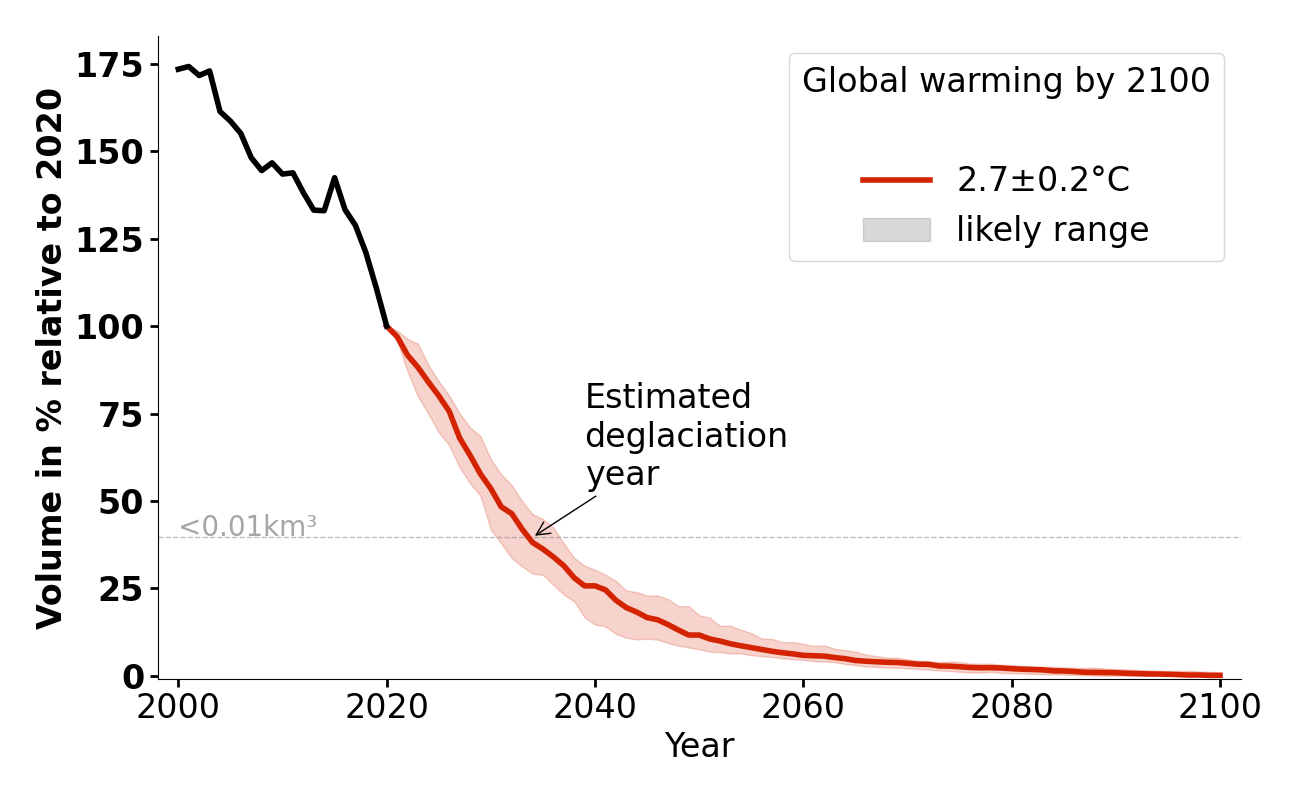 Volume in % relative to 2020
175
150
125
100
75
50
25
0
<0.01km³
Estimated
deglaciation
year
Global warming by 2100
2.7±0.2°C
likely range
2000
2020
2040
2060
2080
2100
Year